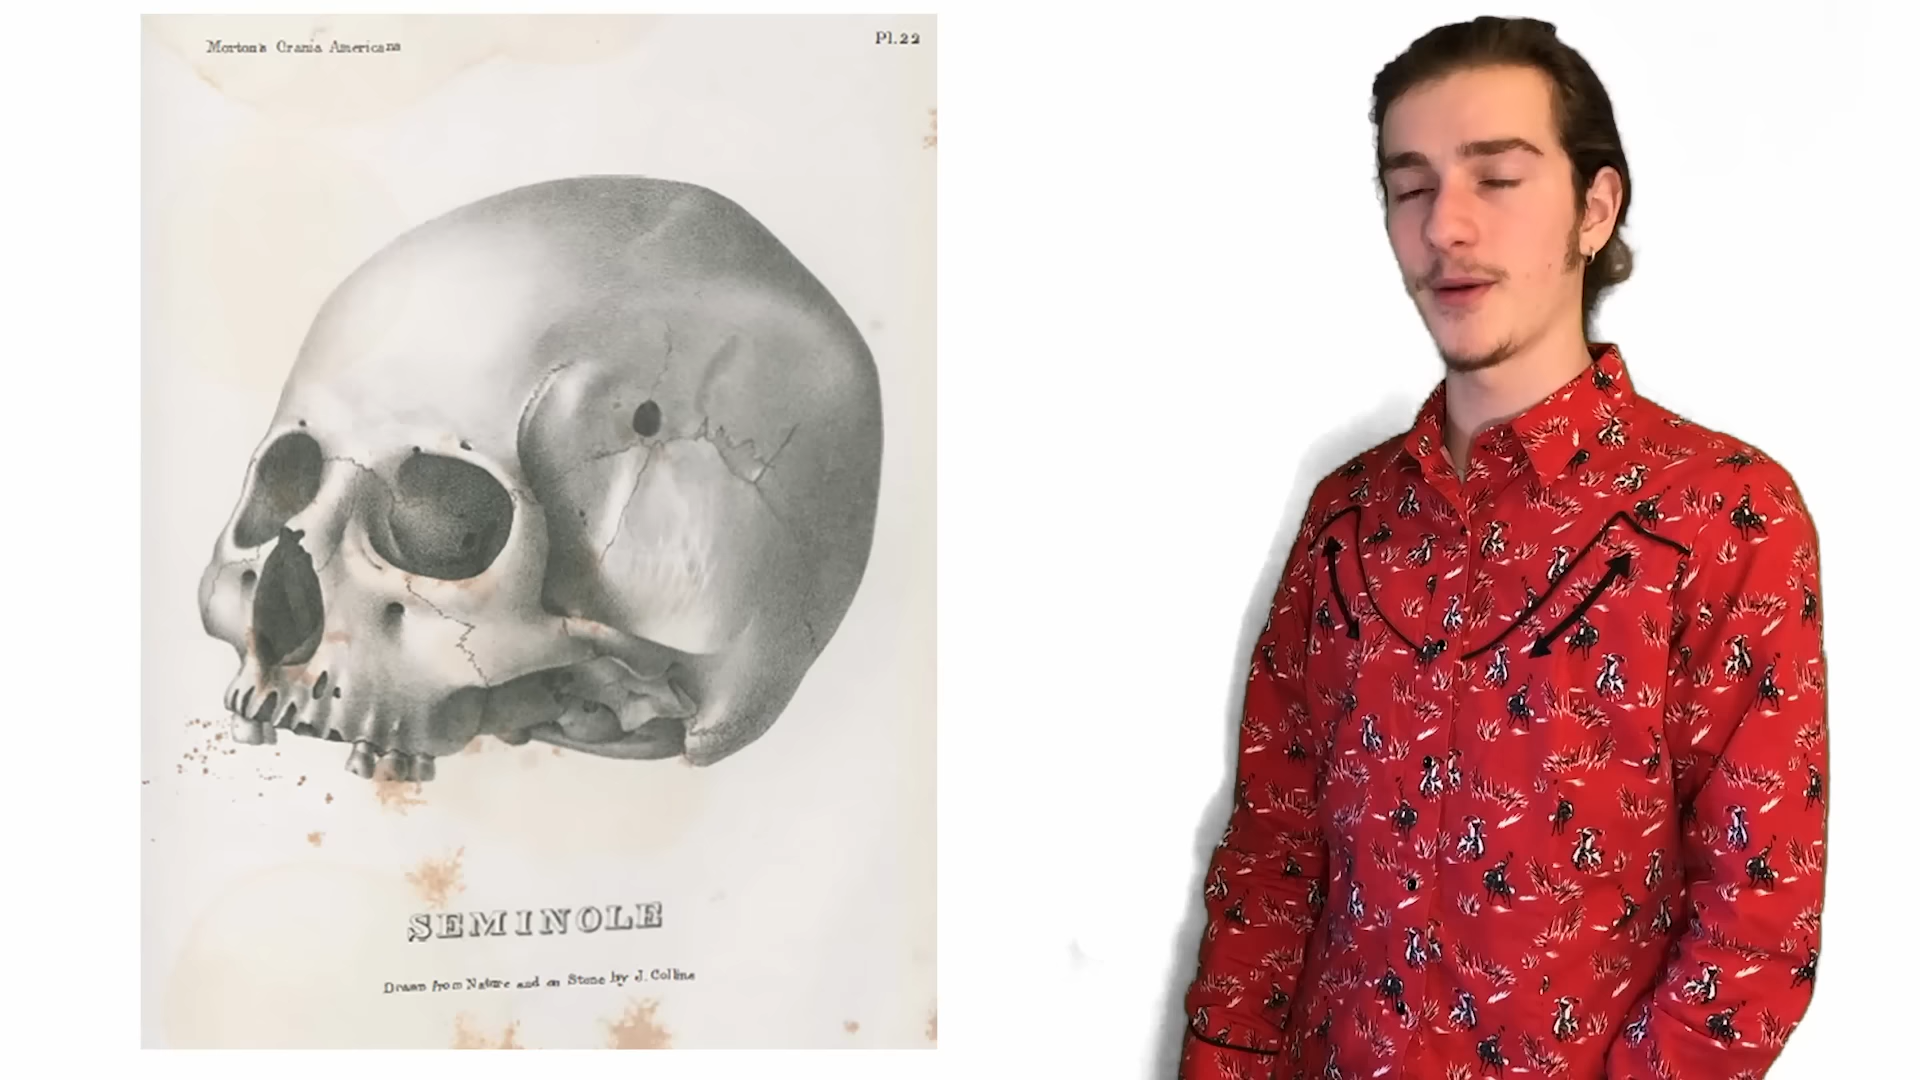 Morton's Crania Americana
Pl.22
SEMINOLE
Drawn from Nature and on Stone by J. Collins